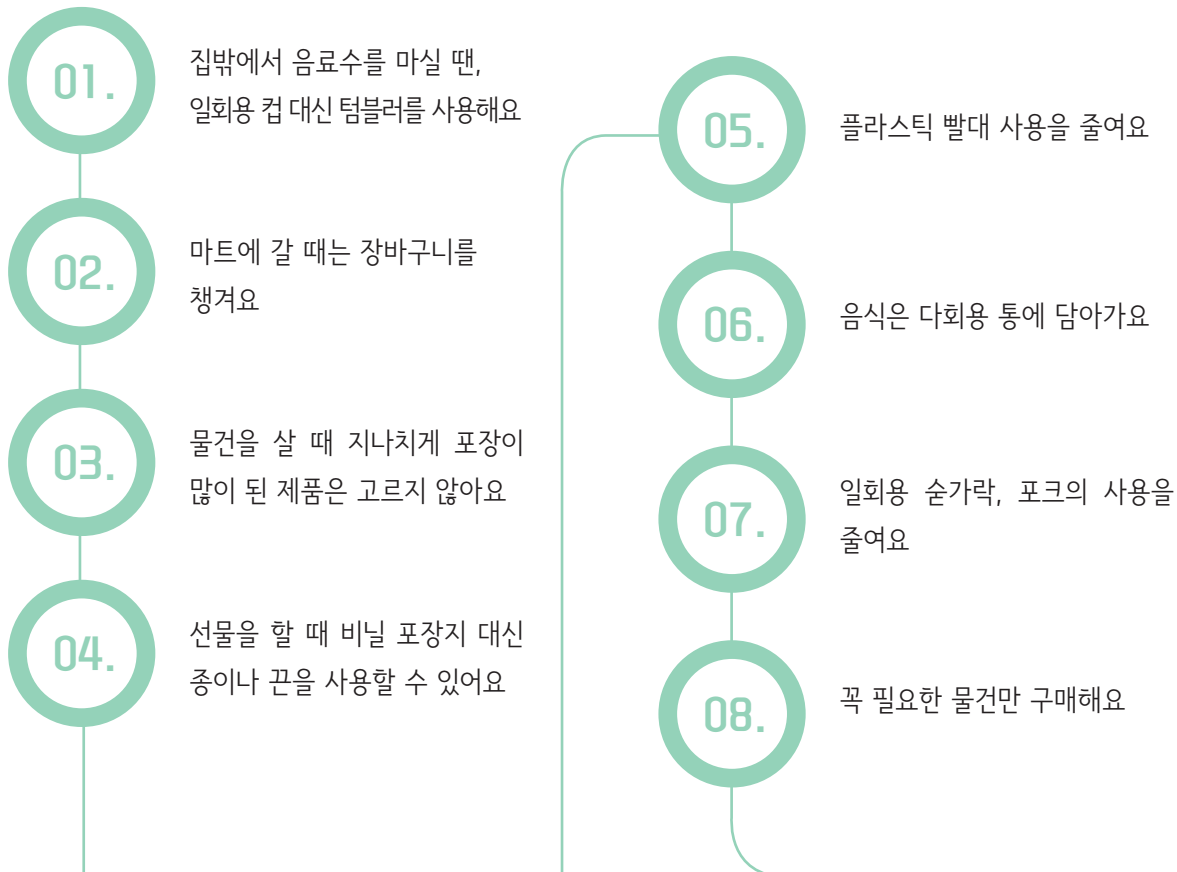 01.
집밖에서 음료수를 마실 땐,
일회용 컵 대신 텀블러를 사용해요
02.
마트에 갈 때는 장바구니를
챙겨요
03.
물건을 살 때 지나치게 포장이
많이 된 제품은 고르지 않아요
04.
선물을 할 때 비닐 포장지 대신
종이나 끈을 사용할 수 있어요
05.
플라스틱 빨대 사용을 줄여요
06.
음식은 다회용 통에 담아가요
07.
일회용 숟가락, 포크의 사용을
줄여요
08.
꼭 필요한 물건만 구매해요